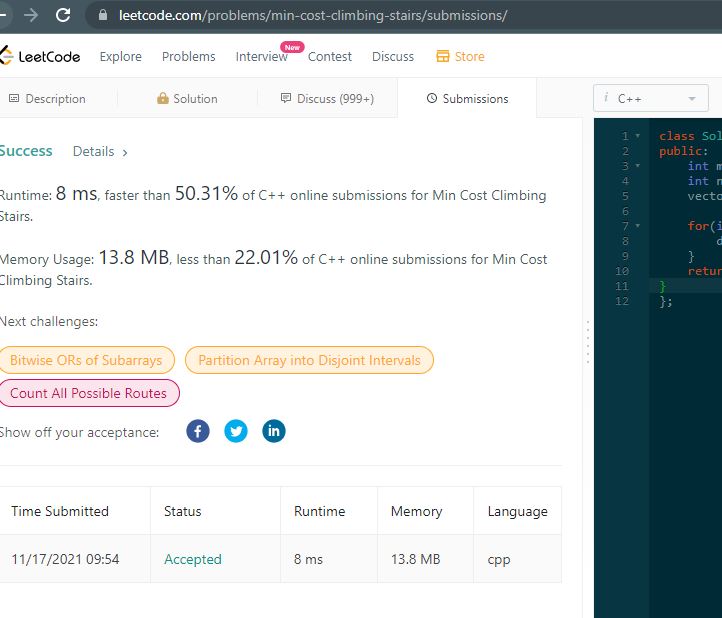 leetcode.com/problems/min-cost-climbing-stairs/submissions/
LeetCode Explore Problems Interview New Contest Discuss Store
Description Solution Discuss (999+) Submissions i C++
Success Details >
Runtime: 8 ms, faster than 50.31% of C++ online submissions for Min Cost Climbing
Stairs.
Memory Usage: 13.8 MB, less than 22.01% of C++ online submissions for Min Cost
Climbing Stairs.
Next challenges:
Bitwise ORs of Subarrays Partition Array into Disjoint Intervals
Count All Possible Routes
Show off your acceptance:
f in
Time Submitted Status Runtime Memory Language
11/17/2021 09:54 Accepted 8 ms 13.8 MB cpp
1 class Sol
2 public:
3 int m
4 int n
5 vecto
6
7 for(i
8 d
9 }
10 retur
11 }
12 };